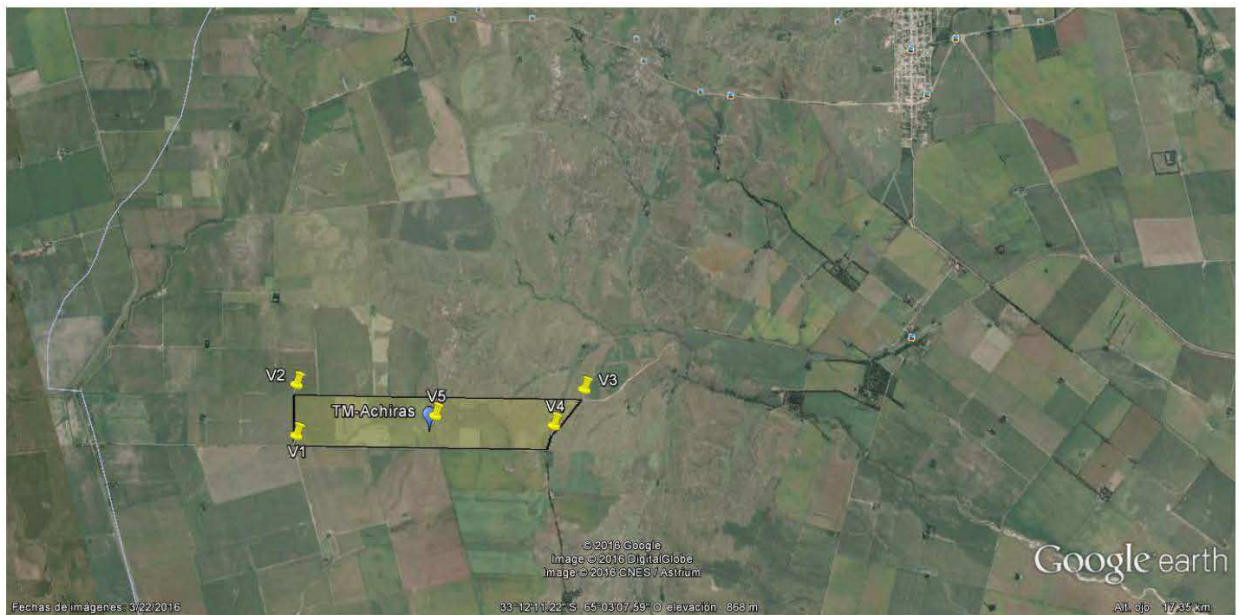 V2
V3
V5
TM-Achiras
V4
V1
© 2016 Google
Image © 2016 DigitalGlobe
Image © 2016 CNES / Astrium
Google earth
Fechas de imágenes: 3/22/2016
33°12'11.22" S 65°03'07.59" O elevación 868 m
Alt. ojo 17.35 km